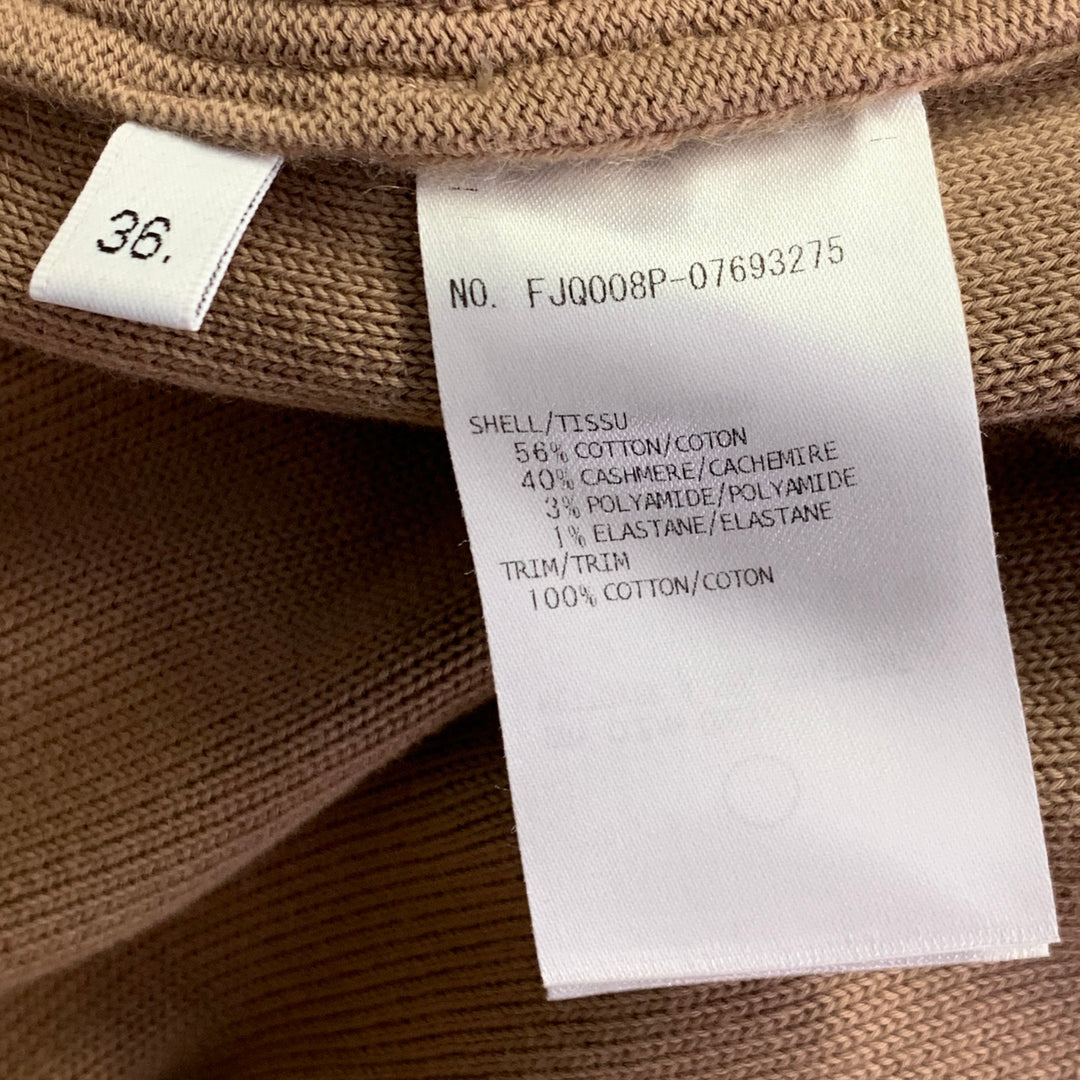 36.
NO. FJQ008P-07693275
SHELL/TISSU
56% COTTON/COTON
40% CASHMERE/CACHEMIRE
3% POLYAMIDE/POLYAMIDE
1% ELASTANE/ELASTANE
TRIM/TRIM
100% COTTON/COTON